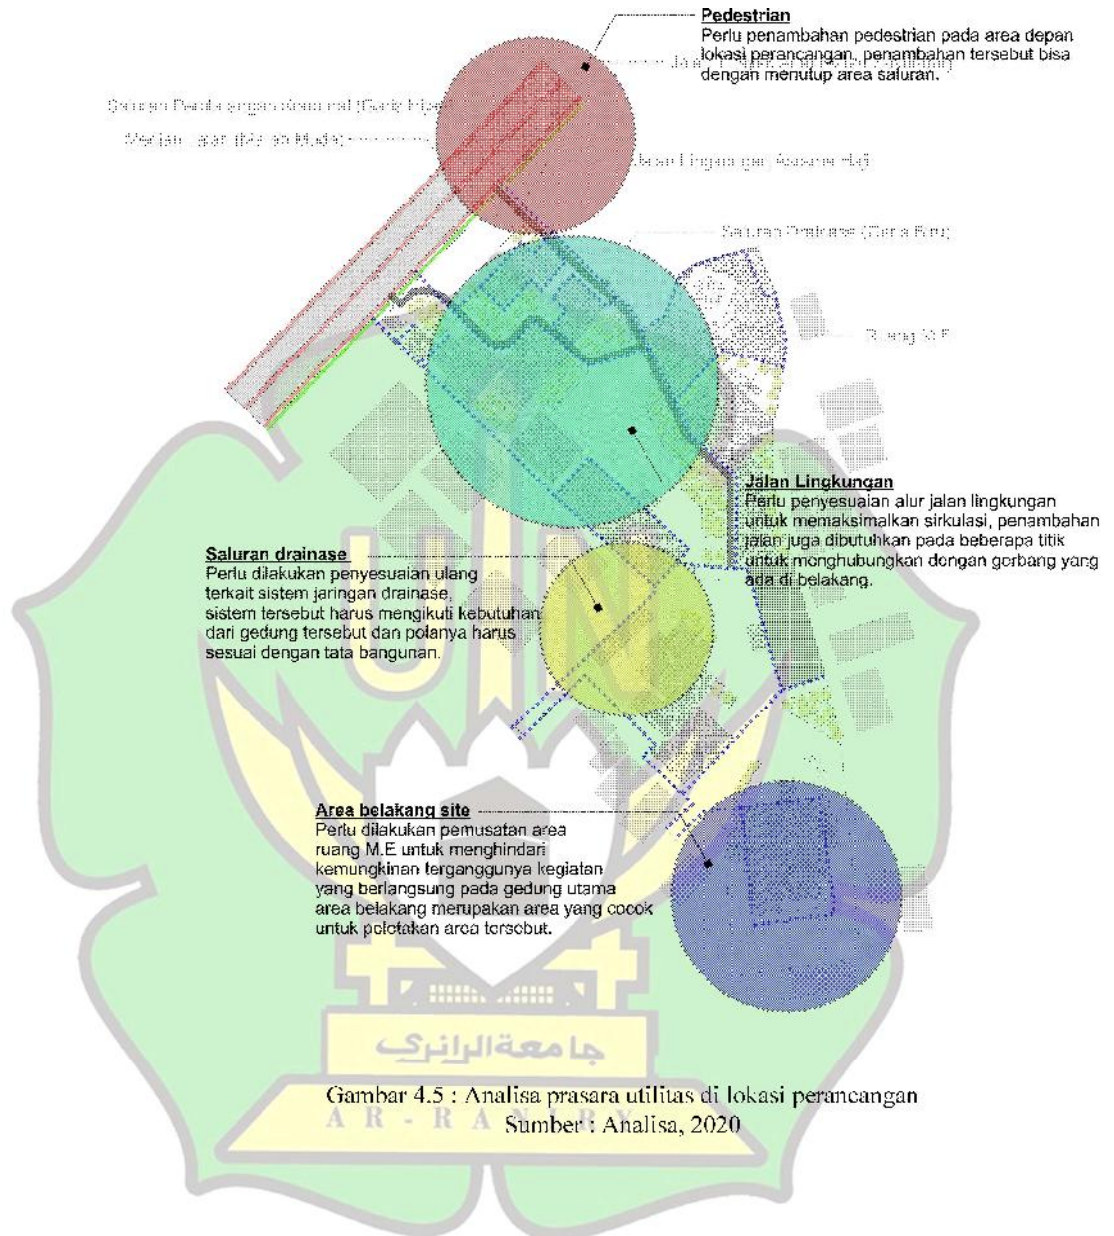 Pedestrian
Perlu penambahan pedestrian pada area depan
lokasi perancangan, penambahan tersebut bisa
dengan menutup area saluran.
Saluran Drainase
Jalan Lingkungan
Perlu penyesuaian alur jalan lingkungan
untuk memaksimalkan sirkulasi, penambahan
jalan juga dibutuhkan pada beberapa titik
untuk menghubungkan dengan gerbang yang
ada di belakang.
Saluran drainase
Perlu dilakukan penyesuaian ulang
terkait sistem jaringan drainase,
sistem tersebut harus mengikuti kebutuhan
dari gedung tersebut dan polanya harus
sesuai dengan tata bangunan.
UIN
Area belakang site
Perlu dilakukan pemusatan area
ruang M.E untuk menghindari
kemungkinan terganggunya kegiatan
yang berlangsung pada gedung utama
area belakang merupakan area yang cocok
untuk peletakan area tersebut.
جامعة الرانري
Gambar 4.5 : Analisa prasara utilitas di lokasi perancangan
AR-RANIRY
Sumber : Analisa, 2020